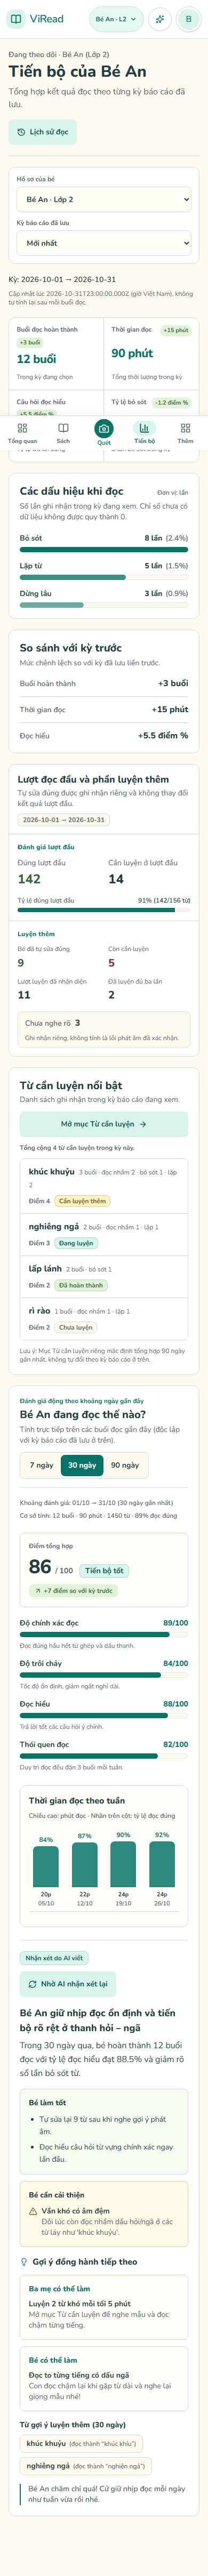 ViRead
Bé An · L2
B
Đang theo dõi · Bé An (Lớp 2)
Tiến bộ của Bé An
Tổng hợp kết quả đọc theo từng kỳ báo cáo đã
lưu.
Lịch sử đọc
Hồ sơ của bé
Bé An · Lớp 2
Kỳ báo cáo đã lưu
Mới nhất
Kỳ: 2026-10-01 → 2026-10-31
Cập nhật lúc 2026-10-31T23:00:00.000Z (giờ Việt Nam), không
tự tính lại sau mỗi buổi đọc.
Buổi đọc hoàn thành
+3 buổi
12 buổi
Trong kỳ đang chọn
Thời gian đọc
+15 phút
90 phút
Tổng thời lượng trong kỳ
Câu hỏi đọc hiểu
+5.5 điểm %
Tỷ lệ bỏ sót
-1.2 điểm %
Tổng quan
Sách
Quét
Tiến bộ
Thêm
Các dấu hiệu khi đọc
Đơn vị: lần
Số lần ghi nhận trong kỳ đang xem. Chỉ số chưa có
dữ liệu không được quy thành 0.
Bỏ sót
8 lần (2.4%)
Lặp từ
5 lần (1.5%)
Dừng lâu
3 lần (0.9%)
So sánh với kỳ trước
Mức chênh lệch so với kỳ đã lưu liền trước.
Buổi hoàn thành
+3 buổi
Thời gian đọc
+15 phút
Đọc hiểu
+5.5 điểm %
Lượt đọc đầu và phần luyện thêm
Tự sửa đúng được ghi nhận riêng và không thay đổi
kết quả lượt đầu.
2026-10-01 → 2026-10-31
Đánh giá lượt đầu
Đúng lượt đầu
142
Cần luyện ở lượt đầu
14
Tỷ lệ đúng lượt đầu
91% (142/156 từ)
Luyện thêm
Bé đã tự sửa đúng
9
Còn cần luyện
5
Lượt luyện đã nhận diện
11
Đã luyện đủ ba lần
2
Chưa nghe rõ 3
Ghi nhận riêng, không tính là lỗi phát âm đã xác nhận.
Từ cần luyện nổi bật
Danh sách ghi nhận trong kỳ báo cáo đang xem.
Mở mục Từ cần luyện →
Tổng cộng 4 từ cần luyện trong kỳ này.
khúc khuỷu 3 buổi · đọc nhầm 2 · bỏ sót 1 · lặp
2
Điểm 4 Cần luyện thêm
nghiêng ngả 2 buổi · đọc nhầm 1 · lặp 1
Điểm 3 Đang luyện
lấp lánh 2 buổi · bỏ sót 1
Điểm 2 Đã hoàn thành
rì rào 1 buổi · đọc nhầm 1 · lặp 1
Điểm 2 Chưa luyện
Lưu ý: Mục Từ cần luyện riêng mặc định tổng hợp 90 ngày
gần nhất, không tự đổi theo kỳ báo cáo ở trên.
Đánh giá động theo khoảng ngày gần đây
Bé An đang đọc thế nào?
Tính trực tiếp trên các buổi đọc gần đây (độc lập
với kỳ báo cáo đã lưu ở trên).
7 ngày
30 ngày
90 ngày
Khoảng đánh giá: 01/10 → 31/10 (30 ngày gần nhất)
Cơ sở tính: 12 buổi · 90 phút · 1450 từ · 89% đọc đúng
Điểm tổng hợp
86 / 100 Tiến bộ tốt
+7 điểm so với kỳ trước
Độ chính xác đọc
89/100
Đọc đúng hầu hết từ ghép và dấu thanh.
Độ trôi chảy
84/100
Tốc độ ổn định, giảm ngắt nghỉ dài.
Đọc hiểu
88/100
Trả lời tốt các câu hỏi ý chính.
Thói quen đọc
82/100
Duy trì đọc đều đặn 3 buổi mỗi tuần.
Thời gian đọc theo tuần
Chiều cao: phút đọc · Nhãn trên cột: tỷ lệ đọc đúng
84%
87%
90%
92%
20p
22p
24p
24p
05/10
12/10
19/10
26/10
Nhận xét do AI viết
Nhờ AI nhận xét lại
Bé An giữ nhịp đọc ổn định và tiến
bộ rõ rệt ở thanh hỏi – ngã
Trong 30 ngày qua, bé hoàn thành 12 buổi
đọc với tỷ lệ đọc hiểu đạt 88.5% và giảm rõ
số lần bỏ sót dòng.
Bé làm tốt
• Tự sửa lại 9 từ sau khi nghe gợi ý phát
âm.
• Đọc hiểu câu hỏi từ vựng chính xác ngay
lần đầu.
Bé cần cải thiện
Vần khó có âm đệm
Đôi lúc còn đọc nhầm dấu hỏi/ngã ở các
từ láy như 'khúc khuỷu'.
Gợi ý đồng hành tiếp theo
Ba mẹ có thể làm
Luyện 2 từ khó mỗi tối 5 phút
Mở mục Từ cần luyện để nghe mẫu và đọc
chậm từng tiếng.
Bé có thể làm
Đọc to từng tiếng có dấu ngã
Con đọc chậm lại khi gặp từ dài và nghe lại
giọng mẫu nhé!
Từ gợi ý luyện thêm (30 ngày)
khúc khuỷu (đọc thành “khúc khỉu”)
nghiêng ngả (đọc thành “nghiên ngả”)
Bé An chăm chỉ quá! Cứ giữ nhịp đọc mỗi ngày
như tuần vừa rồi nhé.